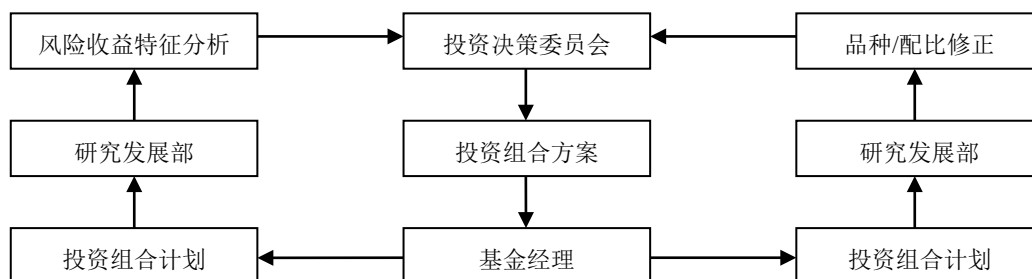 风险收益特征分析
投资决策委员会
品种/配比修正
研究发展部
投资组合方案
研究发展部
投资组合计划
基金经理
投资组合计划